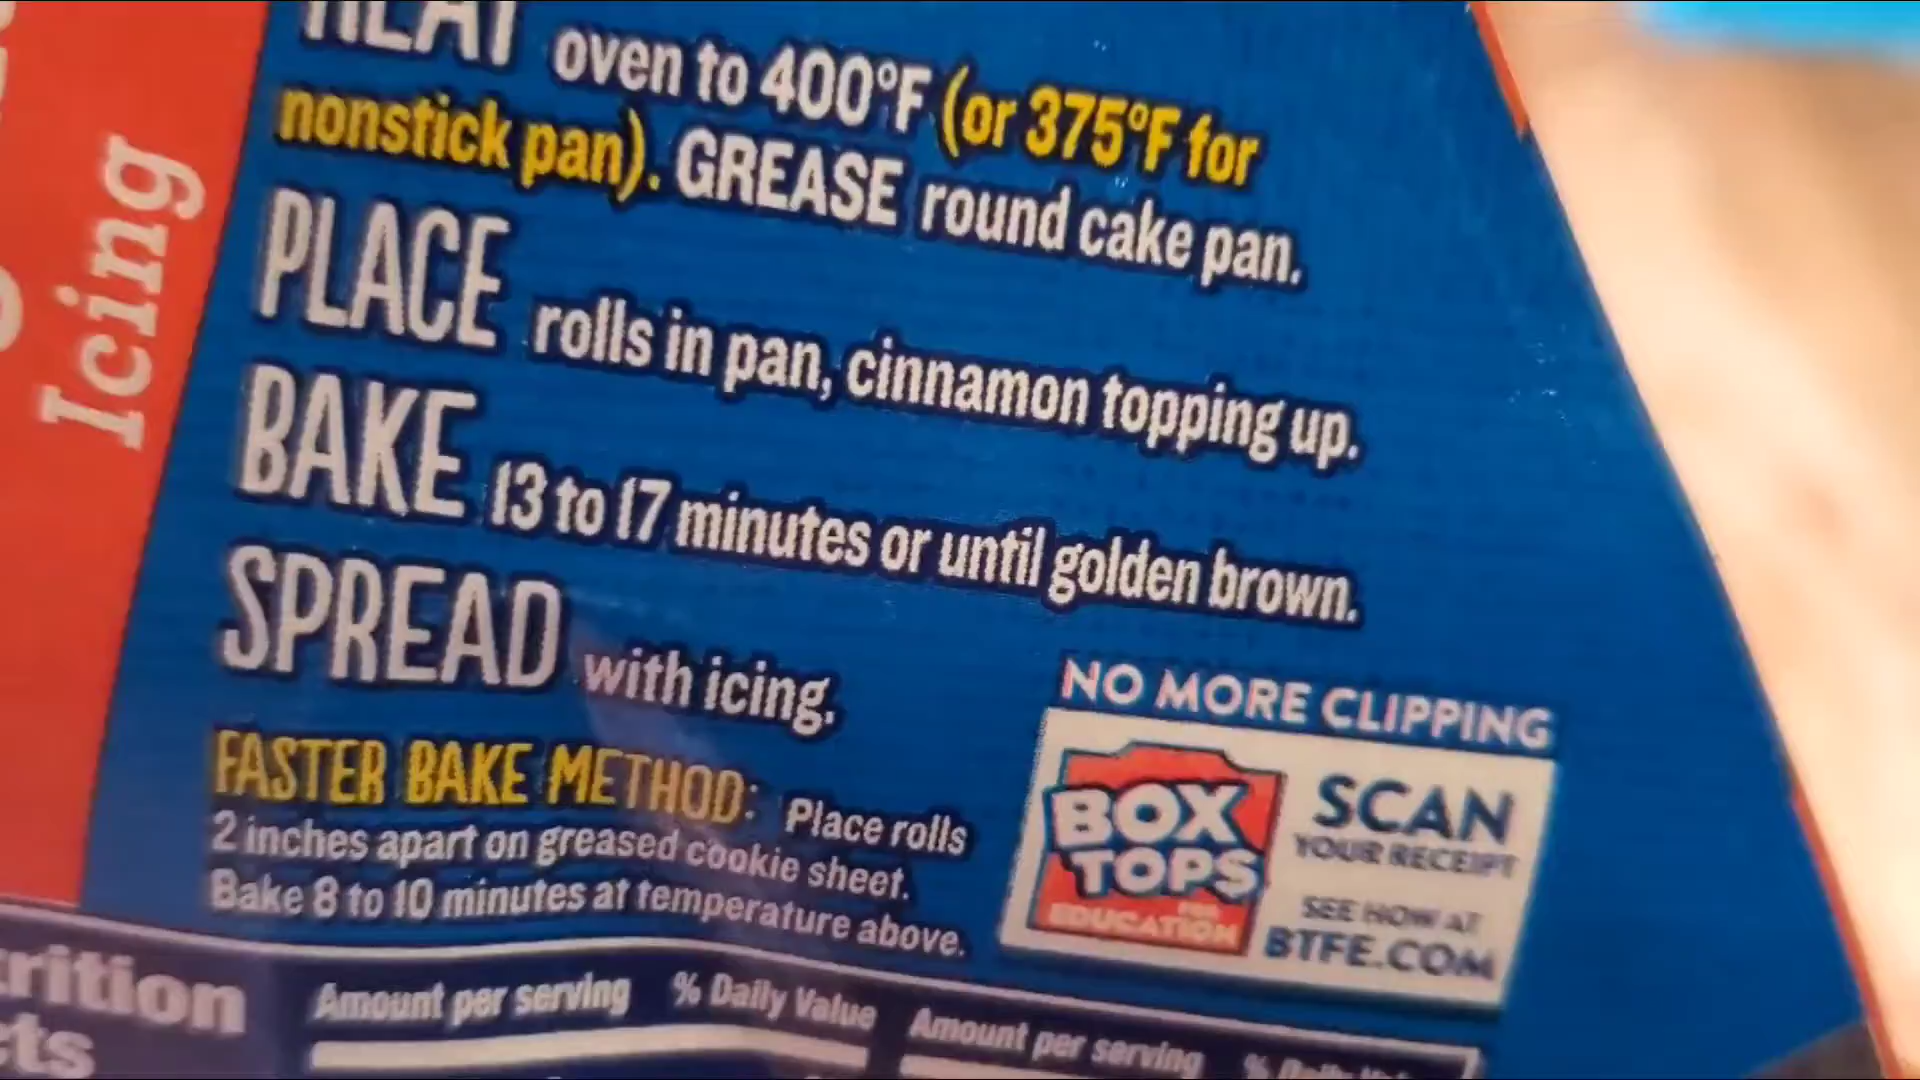 HEAT oven to 400°F (or 375°F for
nonstick pan). GREASE round cake pan.
PLACE rolls in pan, cinnamon topping up.
BAKE 13 to 17 minutes or until golden brown.
SPREAD with icing.
FASTER BAKE METHOD: Place rolls
2 inches apart on greased cookie sheet.
Bake 8 to 10 minutes at temperature above.
Icing
NO MORE CLIPPING
BOX
TOPS
FOR
EDUCATION
SCAN
YOUR RECEIPT
SEE HOW AT
BTFE.COM
Amount per serving % Daily Value
Amount per serving % Daily